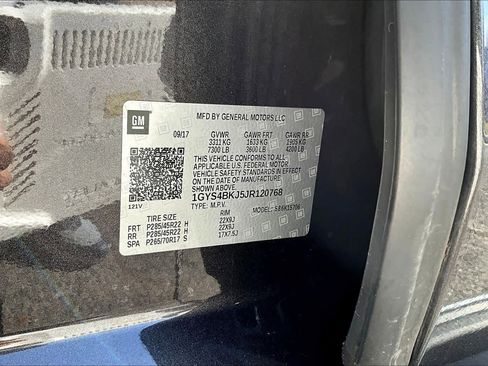 GM
MFD BY GENERAL MOTORS LLC
09/17 GVWR GAWR FRT GAWR RR
3311 KG 1633 KG 1905 KG
7300 LB 3600 LB 4200 LB
THIS VEHICLE CONFORMS TO ALL
APPLICABLE U.S. FEDERAL MOTOR VEHICLE
SAFETY STANDARDS IN EFFECT ON THE
DATE OF MANUFACTURE
1GYS4BKJ5JR120768
121V TYPE: M.P.V. MODEL:
TIRE SIZE RIM
FRT P285/45R22 H 22X9J
RR P285/45R22 H 22X9J
SPA P265/70R17 S 17X7.5J